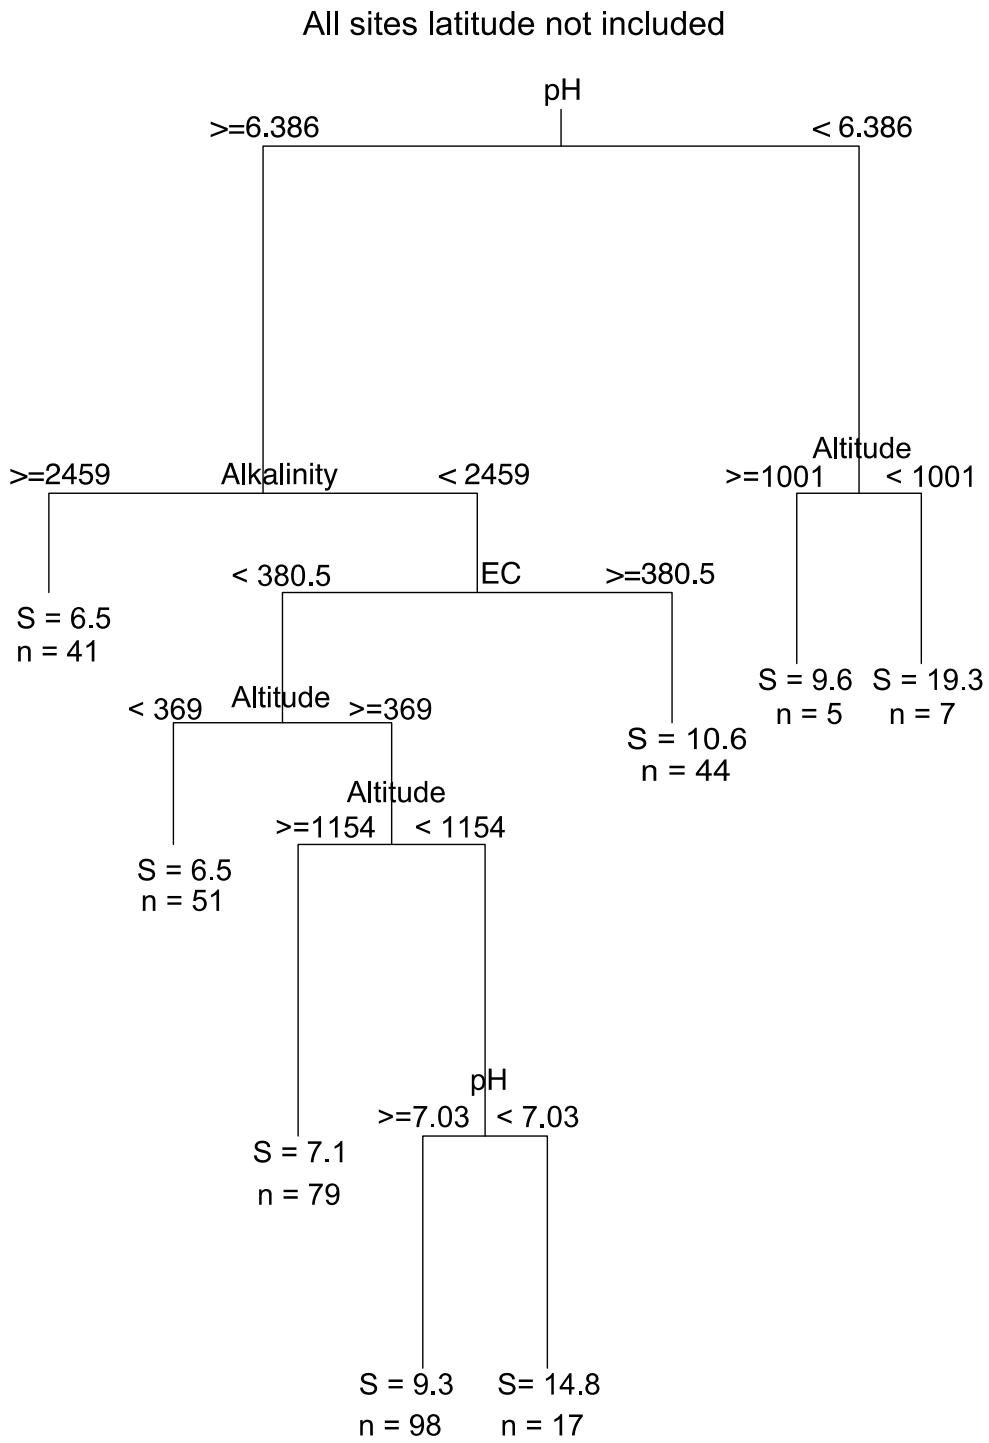 All sites latitude not included
pH
>=6.386
< 6.386
Altitude
>=2459
Alkalinity
< 2459
>=1001
< 1001
< 380.5
EC
>=380.5
S = 6.5
n = 41
S = 9.6
n = 5
S = 19.3
n = 7
< 369
Altitude
>=369
S = 10.6
n = 44
Altitude
>=1154
< 1154
S = 6.5
n = 51
pH
>=7.03
< 7.03
S = 7.1
n = 79
S = 9.3
n = 98
S= 14.8
n = 17